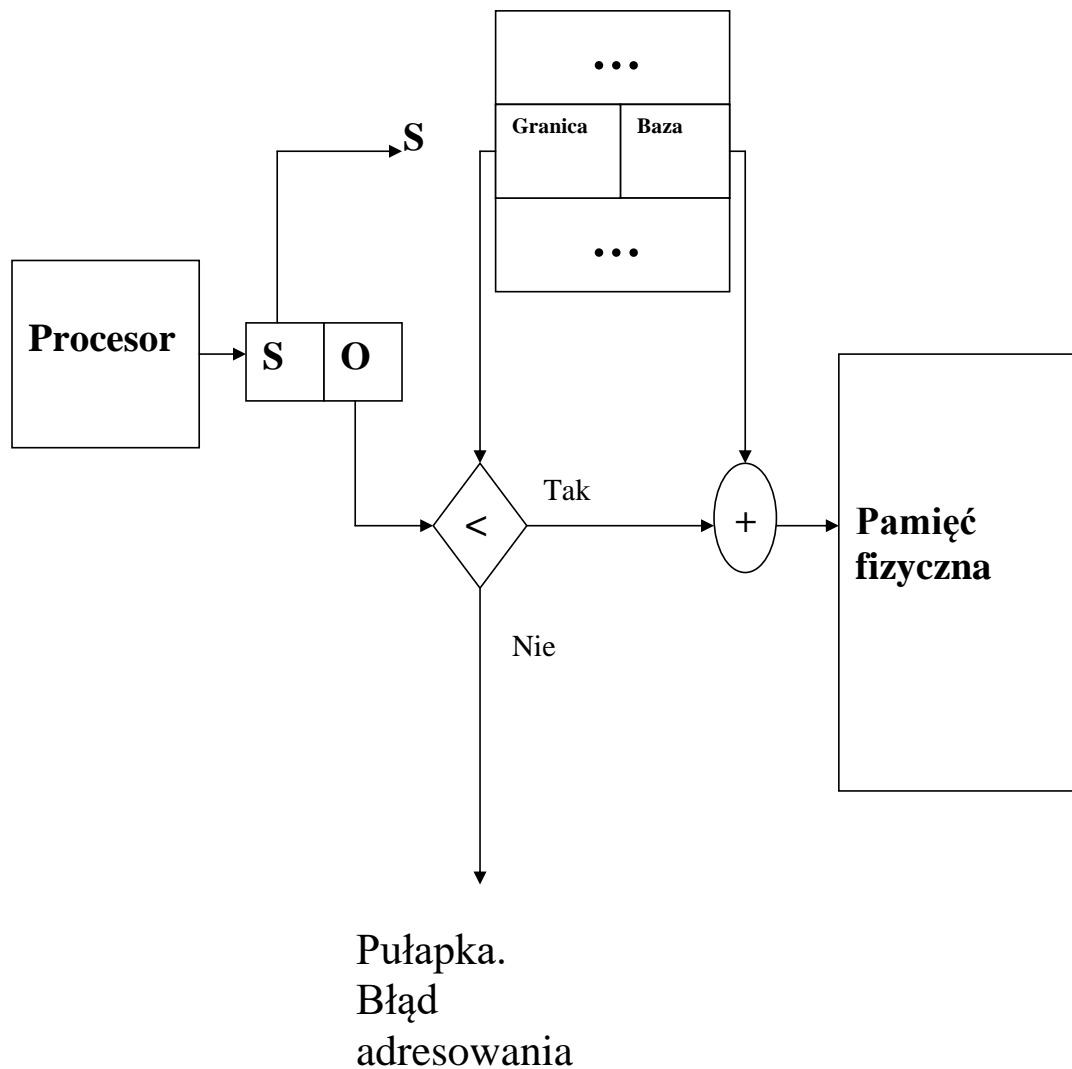 ...
Granica Baza
S
...
Procesor
S O
Tak
<
+
Pamięć
fizyczna
Nie
Pułapka.
Błąd
adresowania